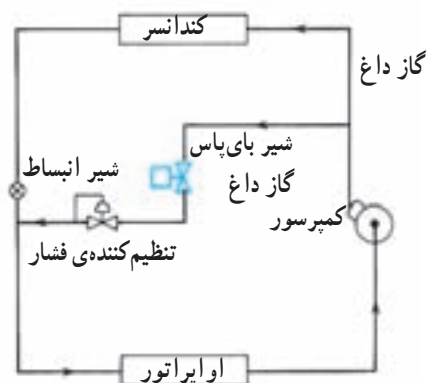 کندانسر
گاز داغ
شیر بای‌پاس
گاز داغ
شیر انبساط
کمپرسور
تنظیم‌کننده‌ی فشار
اواپراتور